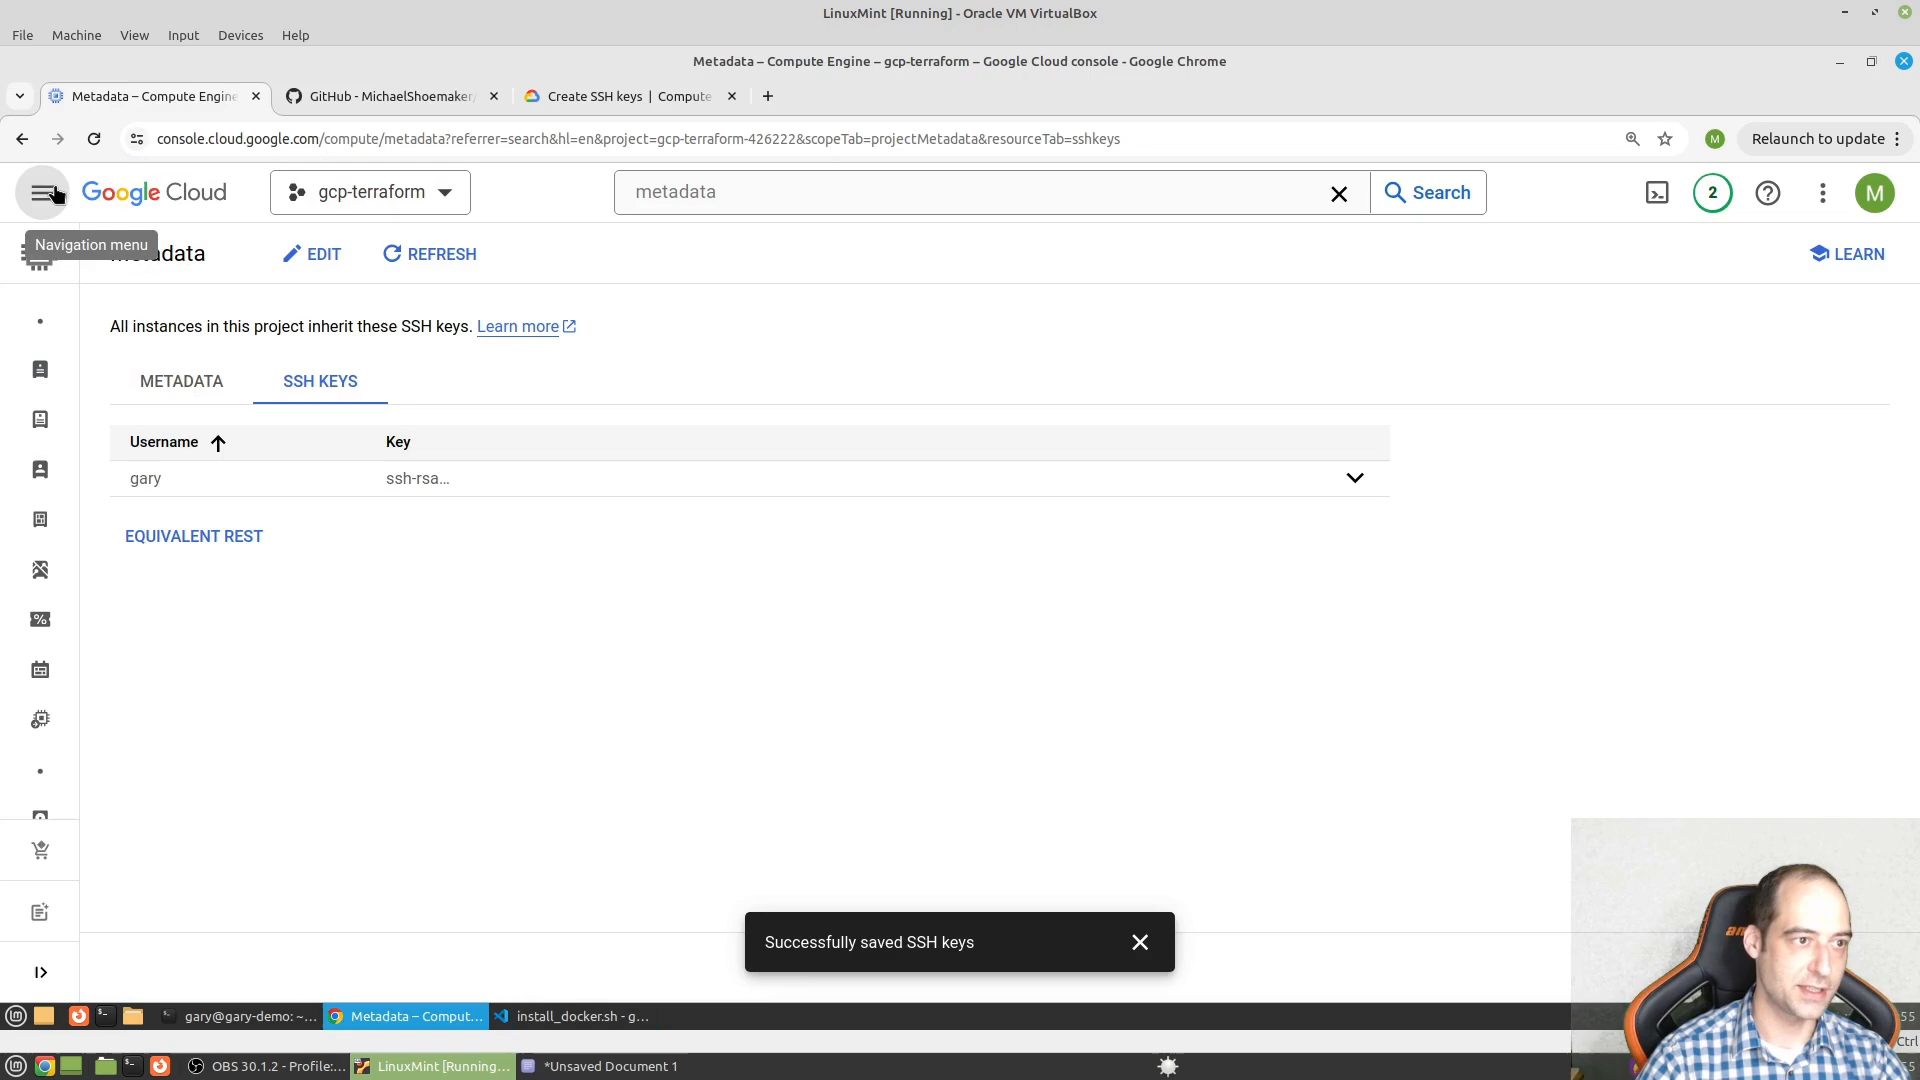 LinuxMint [Running] - Oracle VM VirtualBox
File Machine View Input Devices Help
Metadata – Compute Engine – gcp-terraform – Google Cloud console - Google Chrome
Metadata – Compute Engine
GitHub - MichaelShoemaker/
Create SSH keys | Compute
console.cloud.google.com/compute/metadata?referrer=search&hl=en&project=gcp-terraform-426222&scopeTab=projectMetadata&resourceTab=sshkeys
M
Relaunch to update
Google Cloud
gcp-terraform
metadata
Search
2
M
Navigation menu
EDIT
REFRESH
LEARN
All instances in this project inherit these SSH keys. Learn more
METADATA
SSH KEYS
Username
Key
gary
ssh-rsa…
EQUIVALENT REST
Successfully saved SSH keys
gary@gary-demo: ~...
Metadata – Comput...
install_docker.sh - g...
55
Ctrl
OBS 30.1.2 - Profile:...
LinuxMint [Running...
*Unsaved Document 1